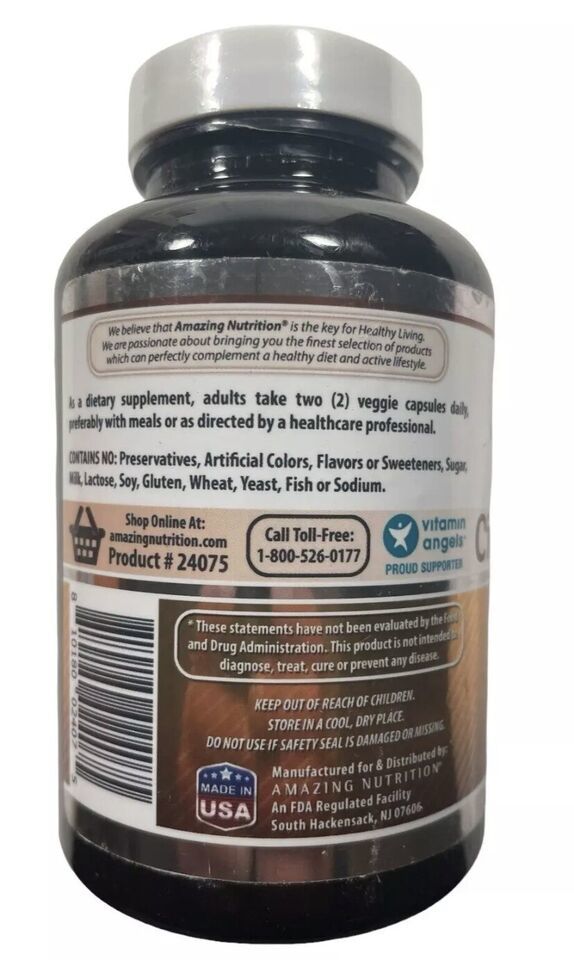 We believe that Amazing Nutrition® is the key for Healthy Living.
We are passionate about bringing you the finest selection of products
which can perfectly complement a healthy diet and active lifestyle.
As a dietary supplement, adults take two (2) veggie capsules daily,
preferably with meals or as directed by a healthcare professional.
CONTAINS NO: Preservatives, Artificial Colors, Flavors or Sweeteners, Sugar,
Milk, Lactose, Soy, Gluten, Wheat, Yeast, Fish or Sodium.
Shop Online At:
amazingnutrition.com
Product # 24075
Call Toll-Free:
1-800-526-0177
vitamin
angels®
PROUD SUPPORTER
8 10180 02407 5
* These statements have not been evaluated by the Food
and Drug Administration. This product is not intended to
diagnose, treat, cure or prevent any disease.
KEEP OUT OF REACH OF CHILDREN.
STORE IN A COOL, DRY PLACE.
DO NOT USE IF SAFETY SEAL IS DAMAGED OR MISSING.
MADE IN
USA
Manufactured for & Distributed by:
AMAZING NUTRITION®
An FDA Regulated Facility
South Hackensack, NJ 07606